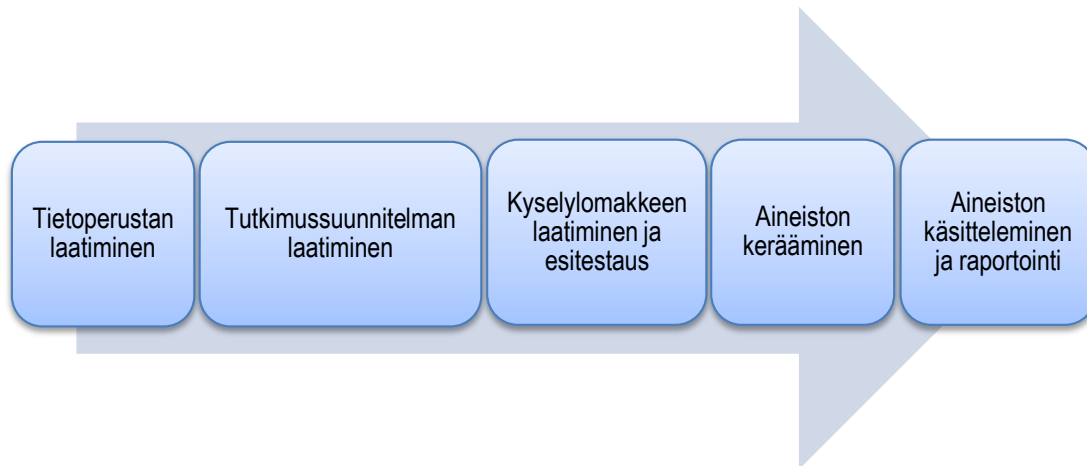 Tietoperustan
laatiminen
Tutkimussuunnitelman
laatiminen
Kyselylomakkeen
laatiminen ja
esitestaus
Aineiston
kerääminen
Aineiston
käsitteleminen
ja raportointi